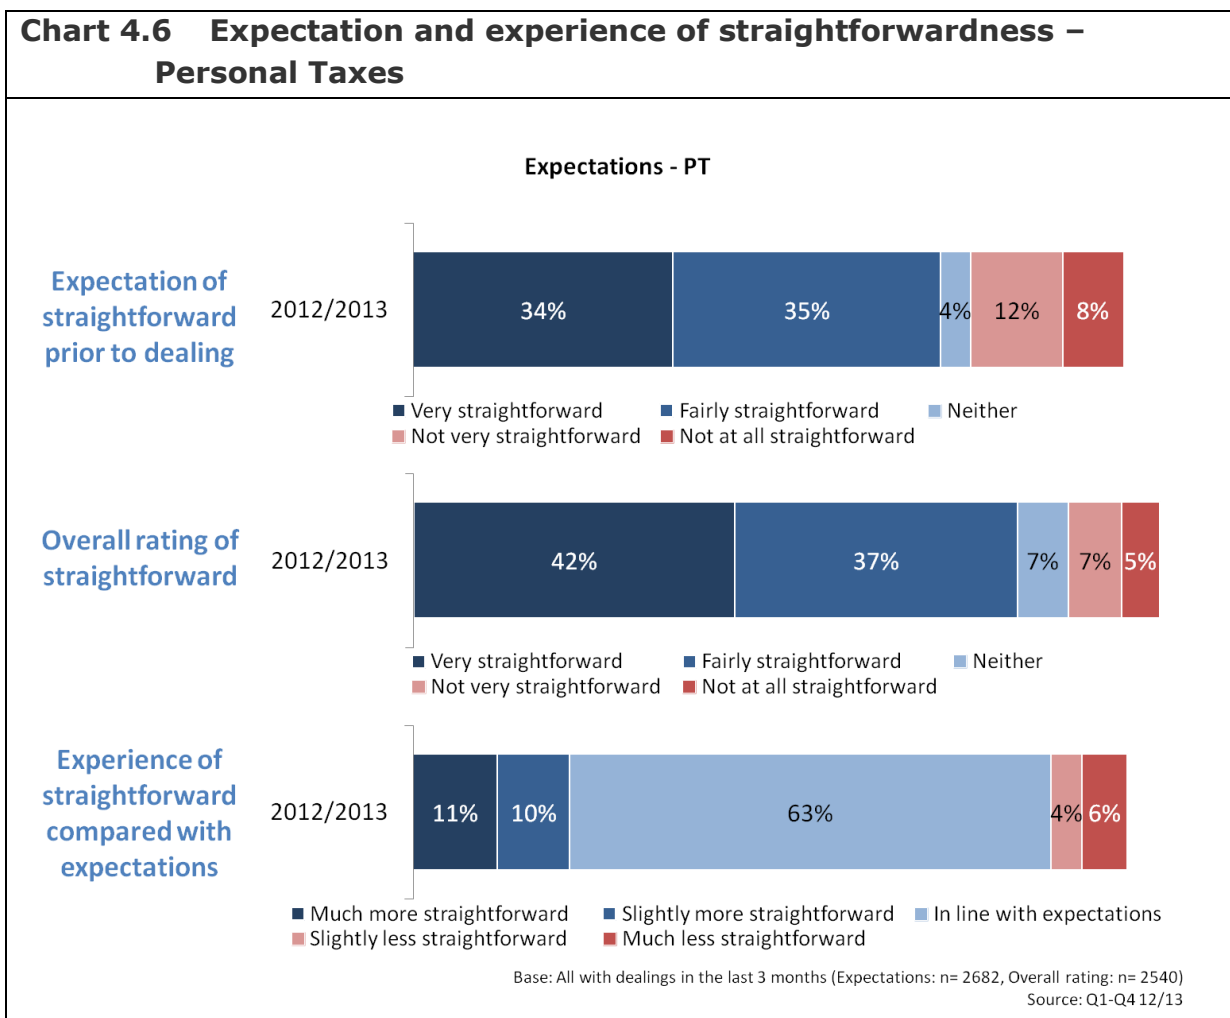 Chart 4.6 Expectation and experience of straightforwardness –
Personal Taxes
Expectations - PT
Expectation of
straightforward
prior to dealing
2012/2013
34% 35% 4% 12% 8%
Very straightforward Fairly straightforward Neither
Not very straightforward Not at all straightforward
Overall rating of
straightforward
2012/2013
42% 37% 7% 7% 5%
Very straightforward Fairly straightforward Neither
Not very straightforward Not at all straightforward
Experience of
straightforward
compared with
expectations
2012/2013
11% 10% 63% 4% 6%
Much more straightforward Slightly more straightforward In line with expectations
Slightly less straightforward Much less straightforward
Base: All with dealings in the last 3 months (Expectations: n= 2682, Overall rating: n= 2540)
Source: Q1-Q4 12/13